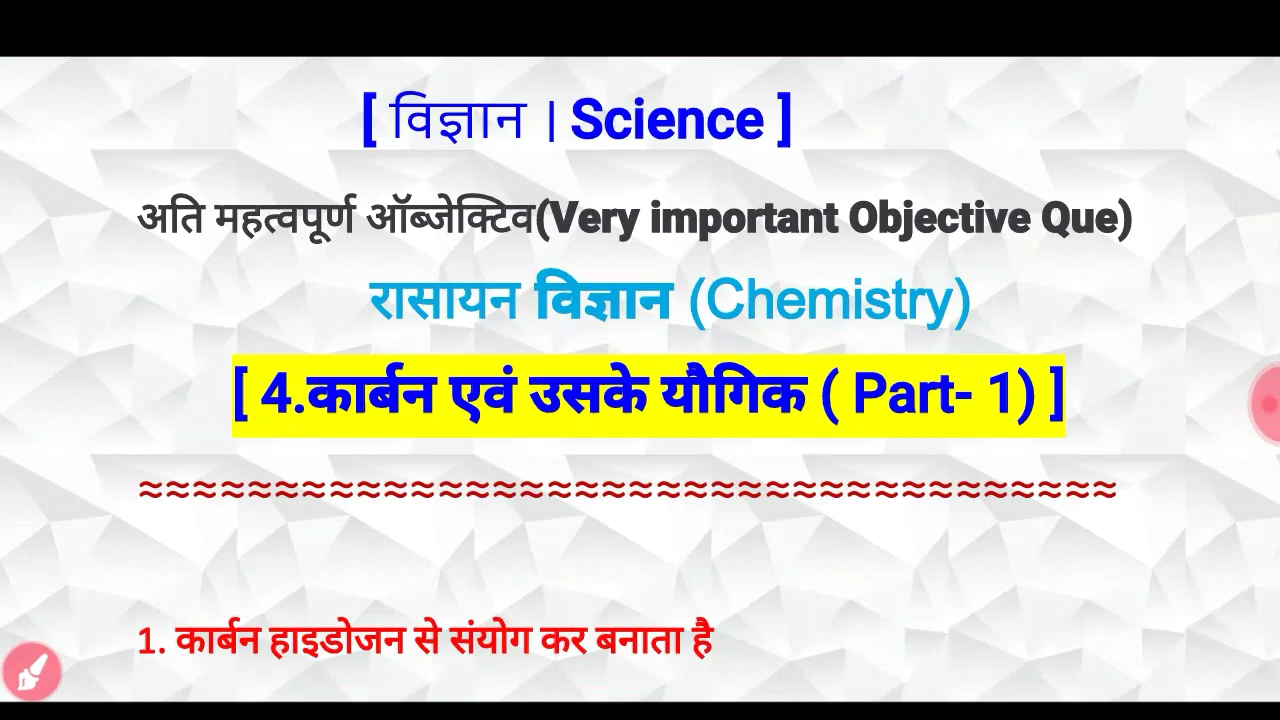 [ विज्ञान । Science ]
अति महत्वपूर्ण ऑब्जेक्टिव(Very important Objective Que)
रासायन विज्ञान (Chemistry)
[ 4.कार्बन एवं उसके यौगिक ( Part- 1) ]
≈≈≈≈≈≈≈≈≈≈≈≈≈≈≈≈≈≈≈≈≈≈≈≈≈≈≈≈≈≈≈≈≈≈≈≈
1. कार्बन हाइडोजन से संयोग कर बनाता है